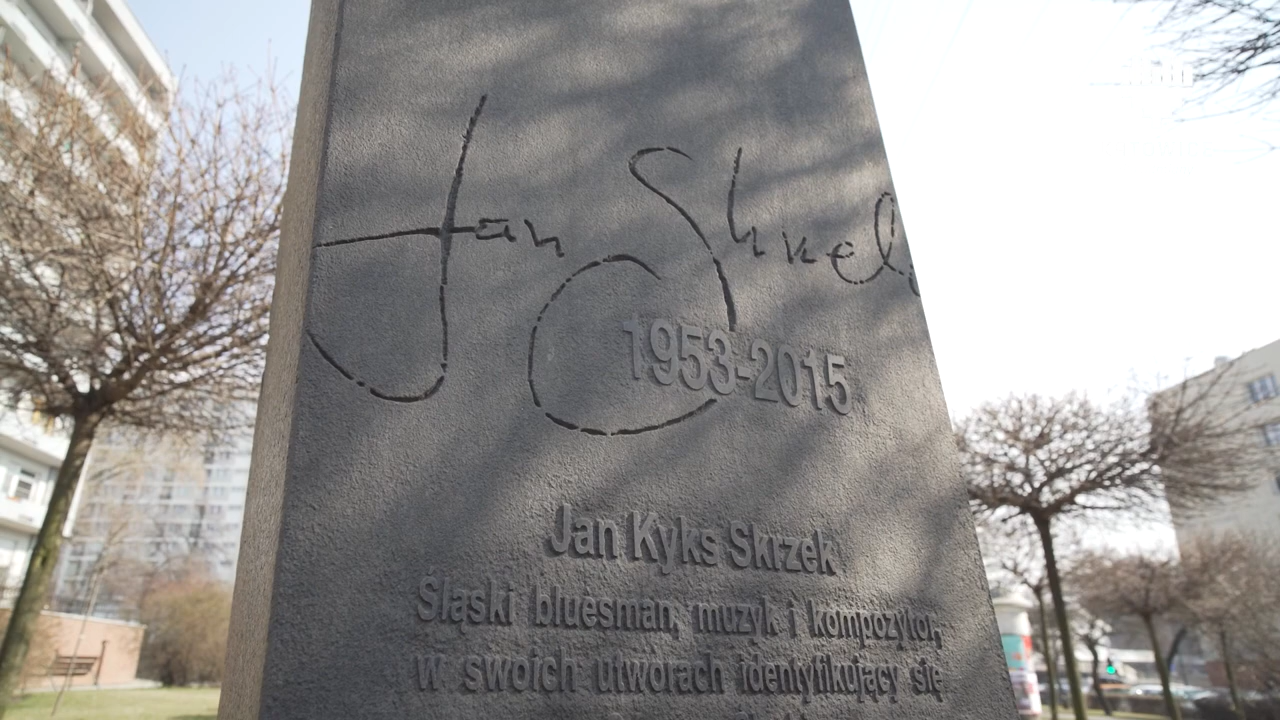 Jan Skrzek
1953-2015
Jan Kyks Skrzek
Śląski bluesman, muzyk i kompozytor,
w swoich utworach identyfikujący się